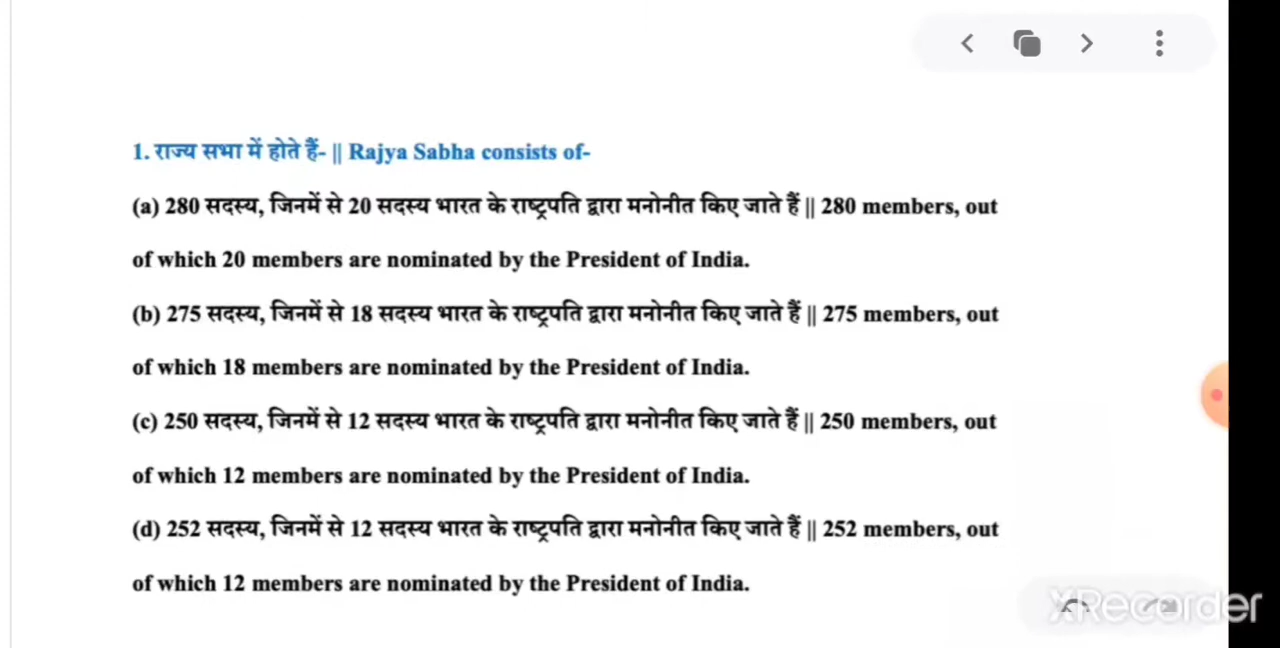 1. राज्य सभा में होते हैं- || Rajya Sabha consists of-
(a) 280 सदस्य, जिनमें से 20 सदस्य भारत के राष्ट्रपति द्वारा मनोनीत किए जाते हैं || 280 members, out
of which 20 members are nominated by the President of India.
(b) 275 सदस्य, जिनमें से 18 सदस्य भारत के राष्ट्रपति द्वारा मनोनीत किए जाते हैं || 275 members, out
of which 18 members are nominated by the President of India.
(c) 250 सदस्य, जिनमें से 12 सदस्य भारत के राष्ट्रपति द्वारा मनोनीत किए जाते हैं || 250 members, out
of which 12 members are nominated by the President of India.
(d) 252 सदस्य, जिनमें से 12 सदस्य भारत के राष्ट्रपति द्वारा मनोनीत किए जाते हैं || 252 members, out
of which 12 members are nominated by the President of India.
XRecorder